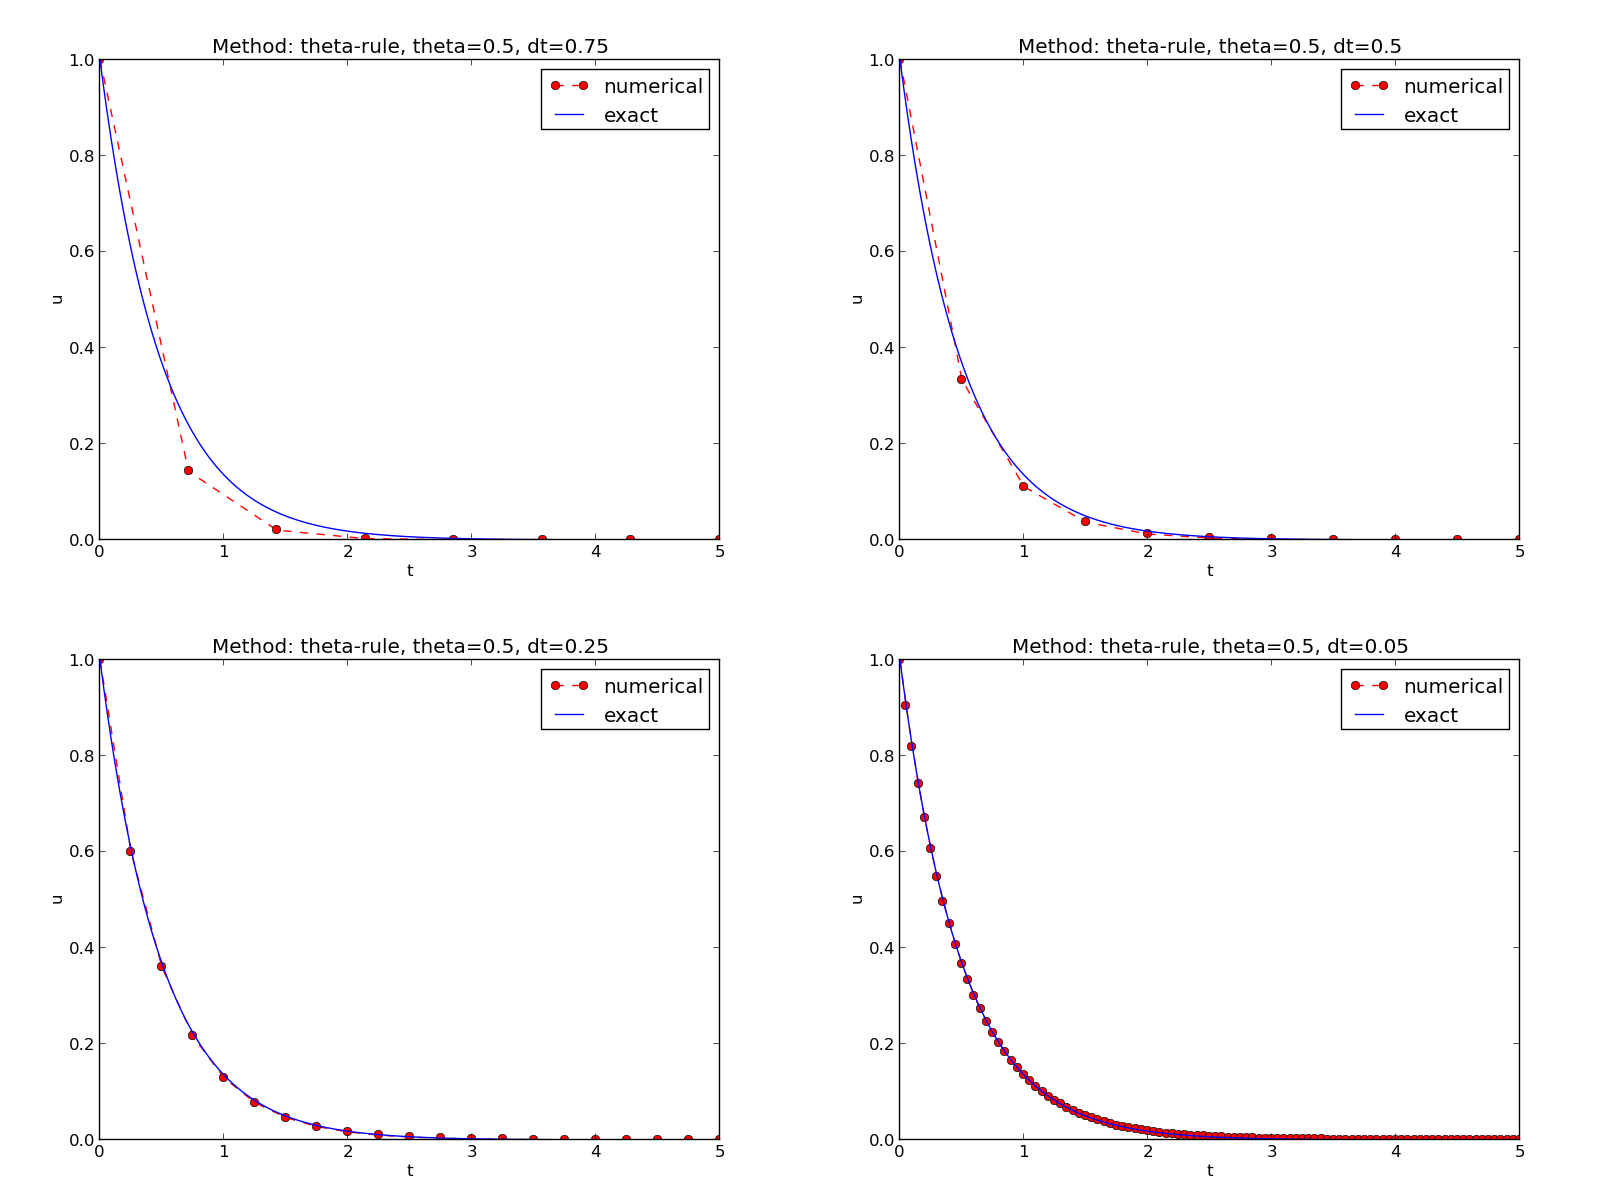 Method: theta-rule, theta=0.5, dt=0.75
1.0
numerical
exact
0.8
0.6
u
0.4
0.2
0.0
0 1 2 3 4 5
t
Method: theta-rule, theta=0.5, dt=0.5
1.0
numerical
exact
0.8
0.6
u
0.4
0.2
0.0
0 1 2 3 4 5
t
Method: theta-rule, theta=0.5, dt=0.25
1.0
numerical
exact
0.8
0.6
u
0.4
0.2
0.0
0 1 2 3 4 5
t
Method: theta-rule, theta=0.5, dt=0.05
1.0
numerical
exact
0.8
0.6
u
0.4
0.2
0.0
0 1 2 3 4 5
t